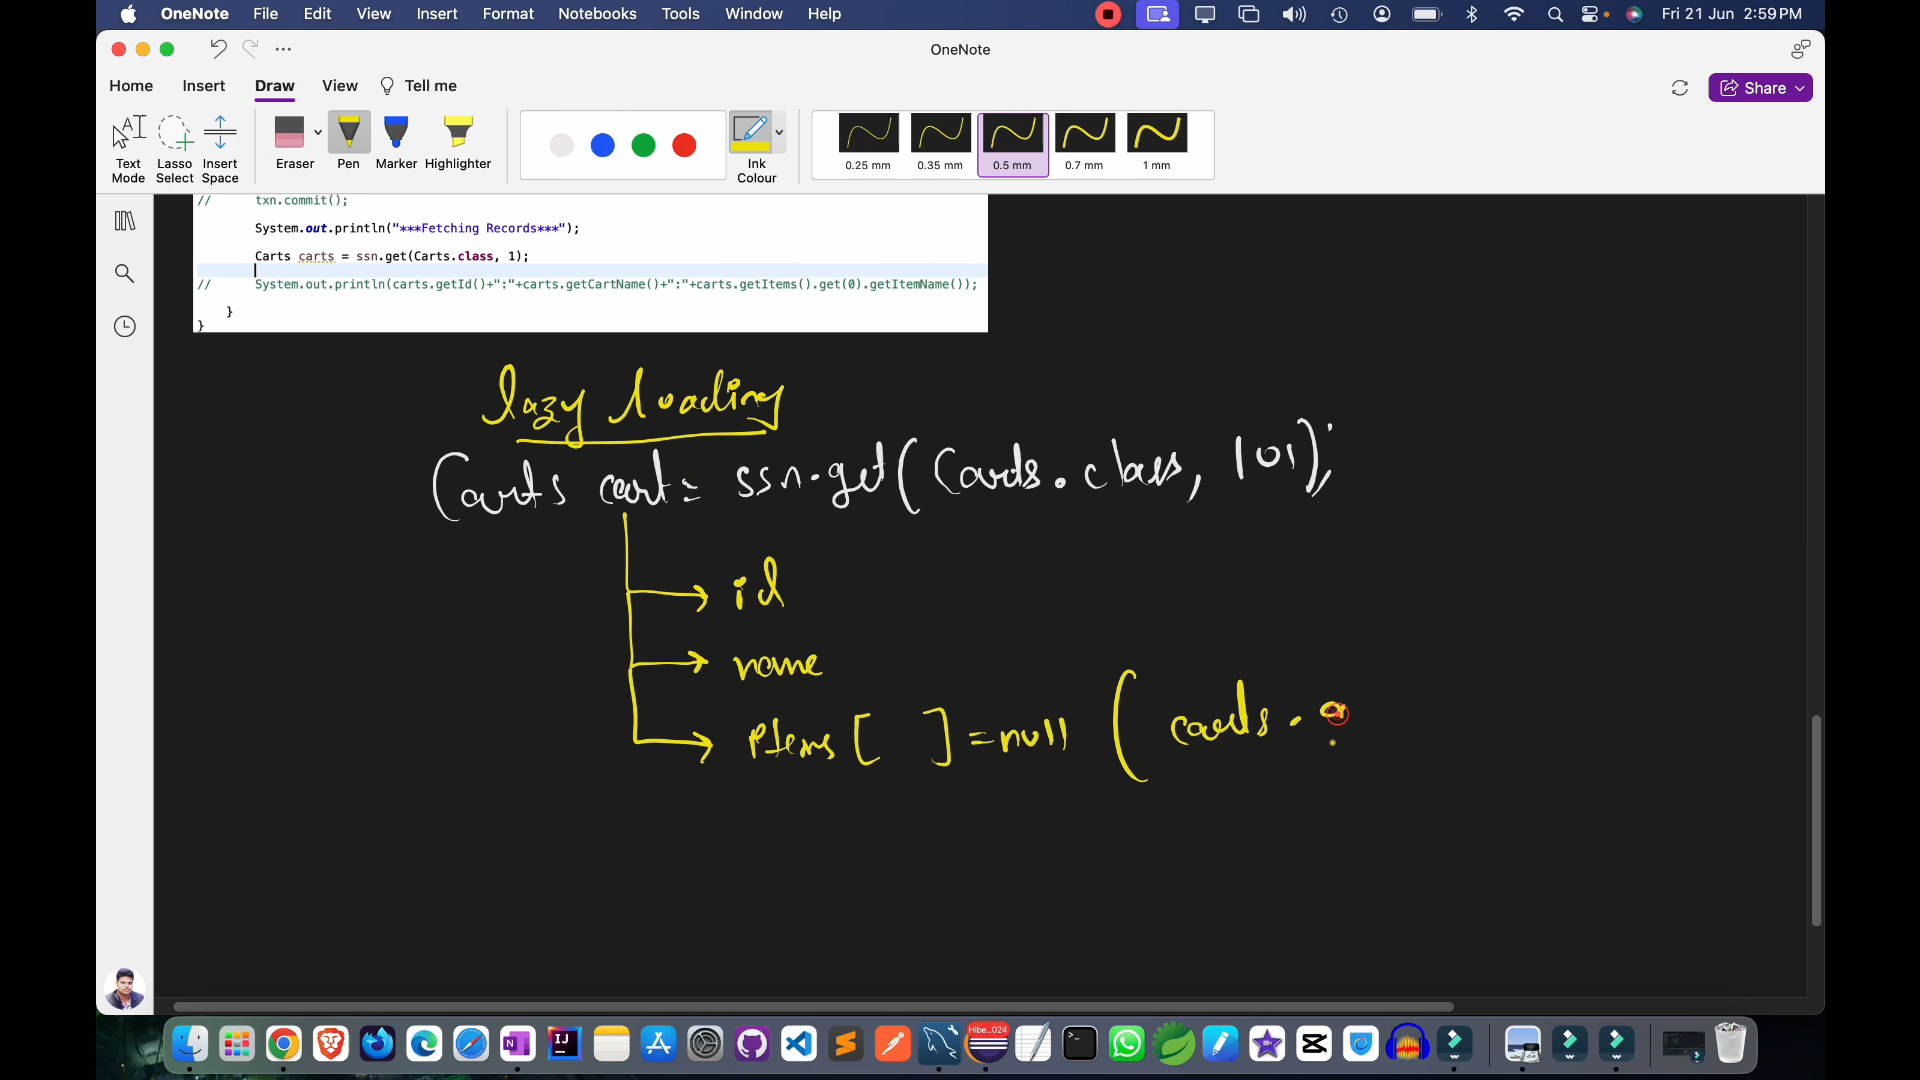 OneNote File Edit View Insert Format Notebooks Tools Window Help Fri 21 Jun 2:59 PM
OneNote
Home Insert Draw View Tell me Share
Text Mode Lasso Select Insert Space Eraser Pen Marker Highlighter Ink Colour 0.25 mm 0.35 mm 0.5 mm 0.7 mm 1 mm
// txn.commit();
System.out.println("***Fetching Records***");
Carts carts = ssn.get(Carts.class, 1);
// System.out.println(carts.getId()+":"+carts.getCartName()+":"+carts.getItems().get(0).getItemName());
}
}
lazy loading
Carts cart= ssn.get(Carts.class, 101);
id
name
Items [ ] =null ( carts.
Hibe...024